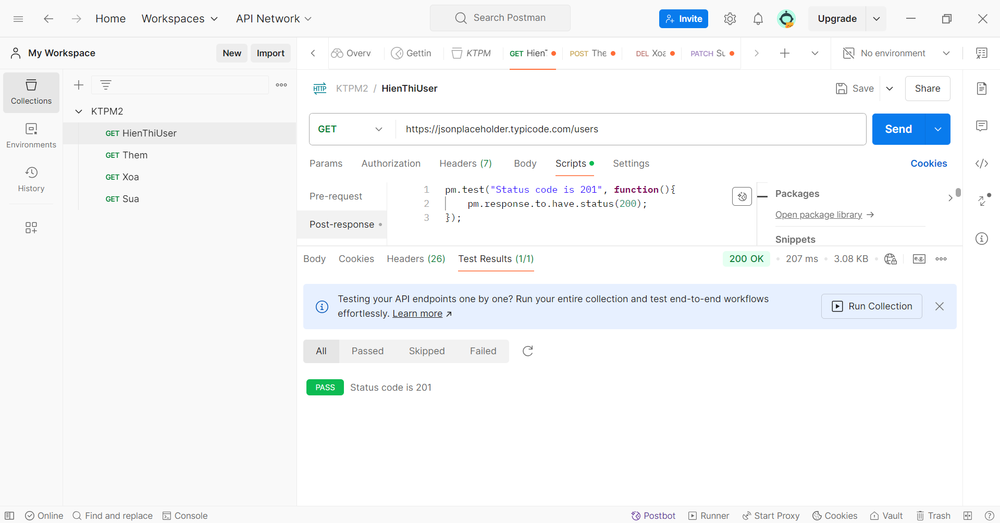 Home Workspaces API Network Search Postman Invite Upgrade
My Workspace New Import
Overv Gettin KTPM GET Hien POST The DEL Xoa PATCH Su No environment
Collections
Environments
History
KTPM2
GET HienThiUser
GET Them
GET Xoa
GET Sua
HTTP KTPM2 / HienThiUser Save Share
GET https://jsonplaceholder.typicode.com/users Send
Params Authorization Headers (7) Body Scripts Settings Cookies
Pre-request
Post-response
1 pm.test("Status code is 201", function(){
2 pm.response.to.have.status(200);
3 });
Packages
Open package library →
Snippets
Body Cookies Headers (26) Test Results (1/1) 200 OK 207 ms 3.08 KB e.g.
Testing your API endpoints one by one? Run your entire collection and test end-to-end workflows
effortlessly. Learn more ↗
Run Collection
All Passed Skipped Failed
PASS Status code is 201
Online Find and replace Console Postbot Runner Start Proxy Cookies Vault Trash